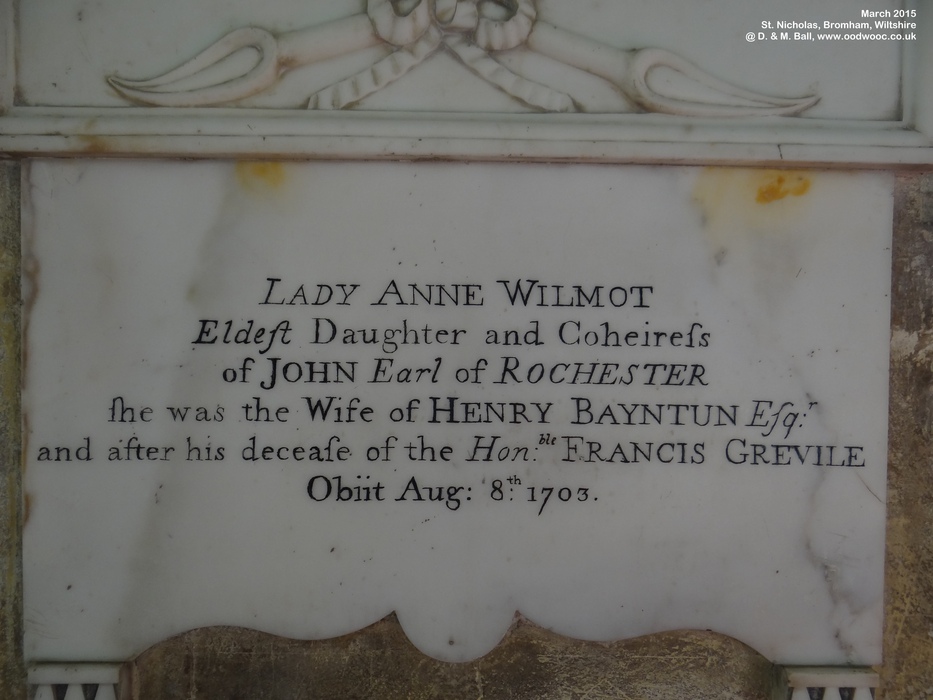 March 2015
St. Nicholas, Bromham, Wiltshire
@ D. & M. Ball, www.oodwooc.co.uk
LADY ANNE WILMOT
Eldeſt Daughter and Coheireſs
of JOHN Earl of ROCHESTER
ſhe was the Wife of HENRY BAYNTUN Eſq:ʳ
and after his deceaſe of the Hon:ᵇˡᵉ FRANCIS GREVILE
Obiit Aug: 8:ᵗʰ 1703.